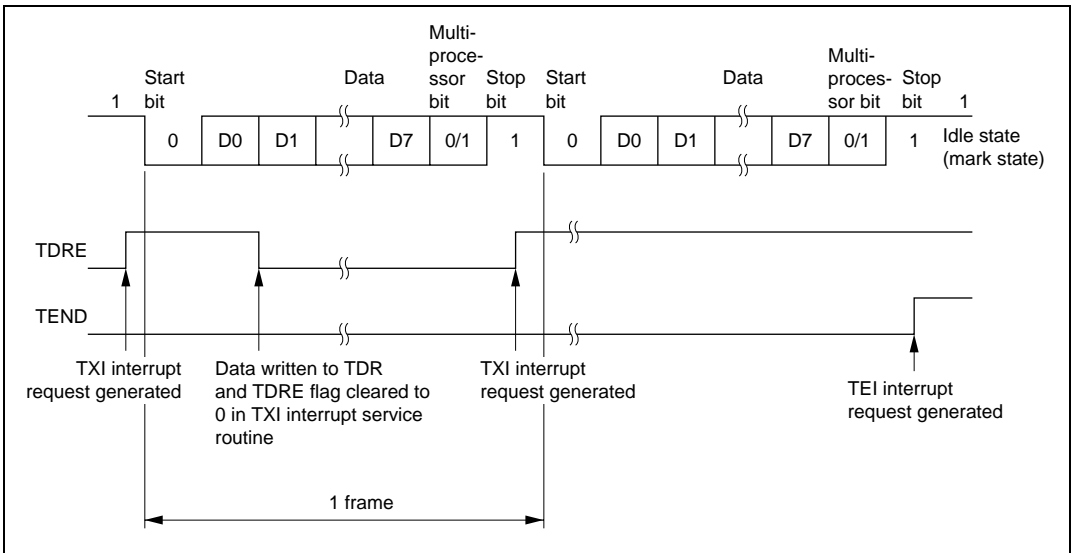 Start
bit
Data
Multi-
proce-
ssor
bit
Stop
bit
Start
bit
Data
Multi-
proces-
sor bit
Stop
bit
1
1
0
D0
D1
D7
0/1
1
0
D0
D1
D7
0/1
1
Idle state
(mark state)
TDRE
TEND
TXI interrupt
request generated
Data written to TDR
and TDRE flag cleared to
0 in TXI interrupt service
routine
TXI interrupt
request generated
TEI interrupt
request generated
1 frame